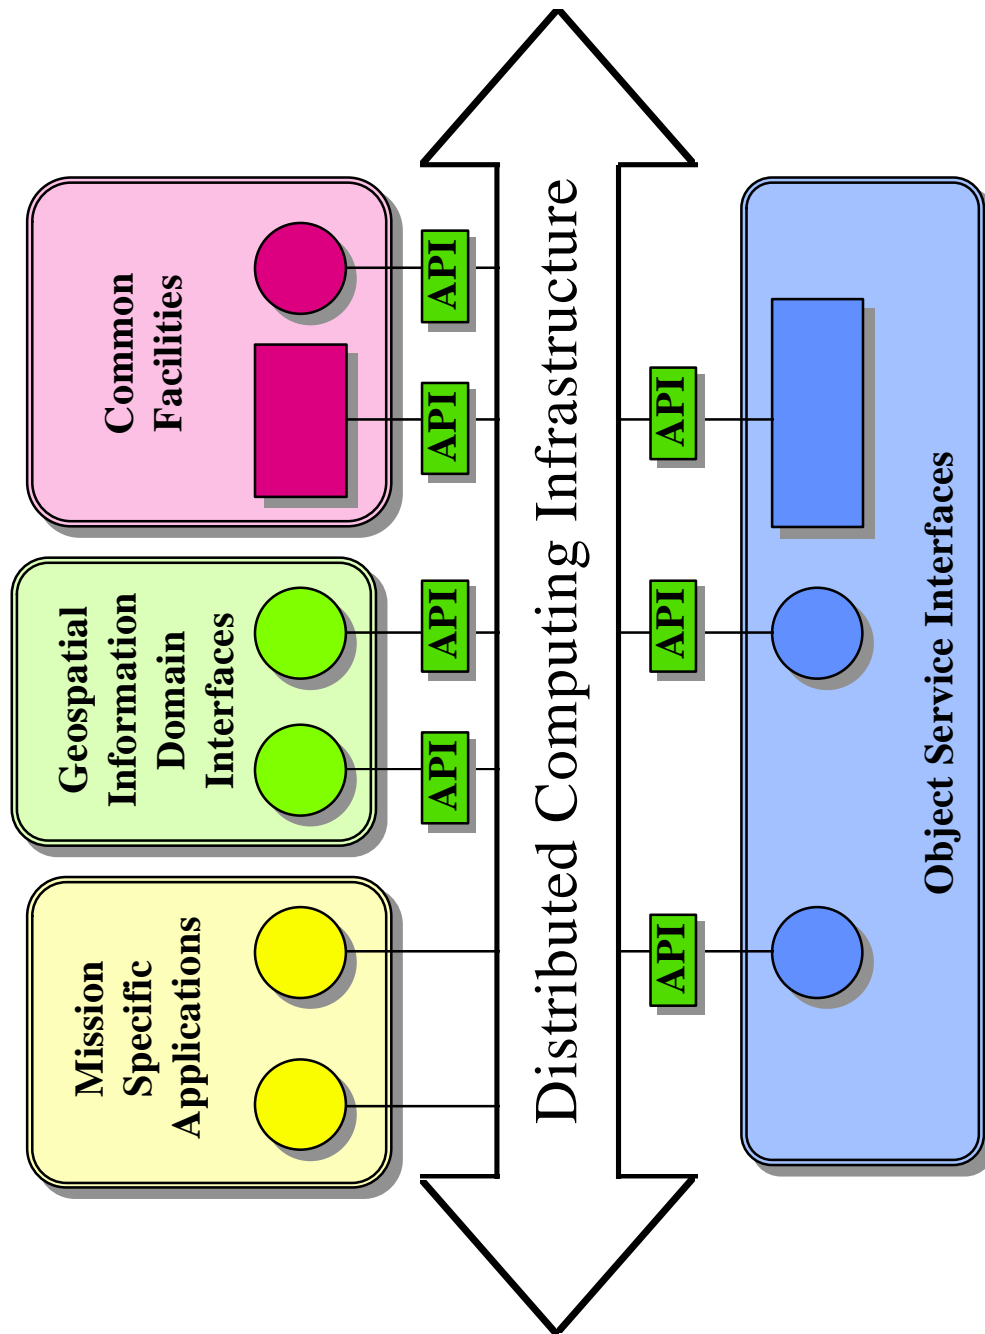 Mission
Specific
Applications
Geospatial
Information
Domain
Interfaces
Common
Facilities
API
API
API
API
Distributed Computing Infrastructure
API
API
API
Object Service Interfaces